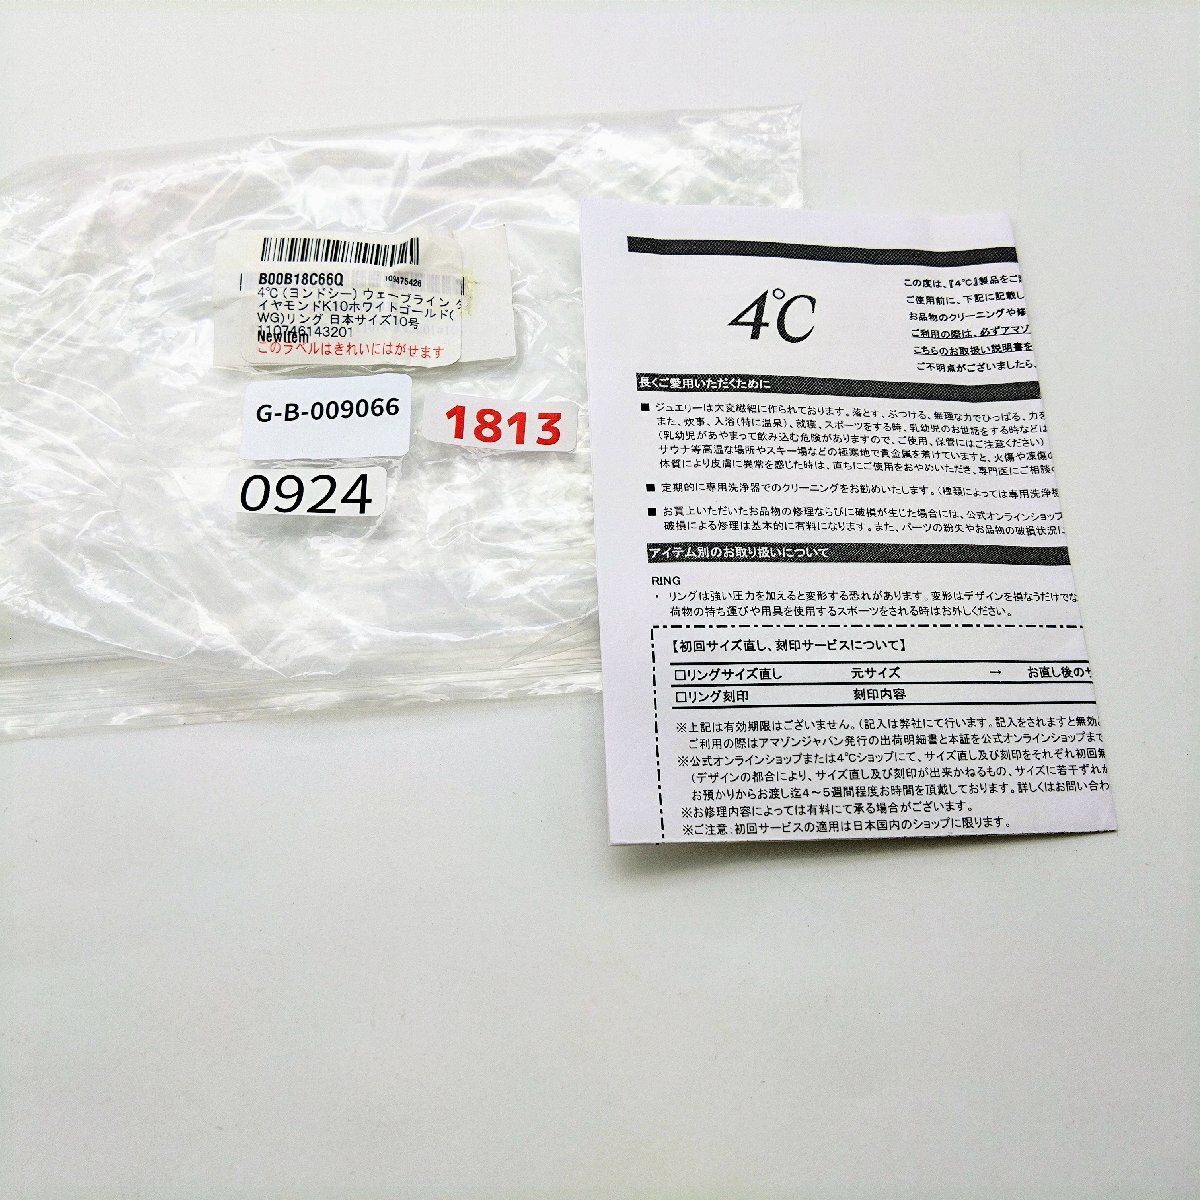 B00B18C66Q
109475426
4℃(ヨンドシー) ウェーブライン ダ
イヤモンドK10ホワイトゴールド(
WG)リング 日本サイズ10号
110746143201
NewItem
このラベルはきれいにはがせます
G-B-009066
1813
0924
4℃
この度は、『4℃』製品をご
ご使用前に、下記に記載し
お品物のクリーニングや修
ご利用の際は、必ずアマゾ
こちらのお取扱い説明書を
ご不明点がございましたら、
長くご愛用いただくために
■ ジュエリーは大変繊細に作られております。落とす、ぶつける、無理な力でひっぱる、力を
また、炊事、入浴(特に温泉)、就寝、スポーツをする時、乳幼児のお世話をする時などは
(乳幼児があやまって飲み込む危険がありますので、ご使用、保管にはご注意ください)
サウナ等高温な場所やスキー場などの極寒地で貴金属を着けていますと、火傷や凍傷の
体質により皮膚に異常を感じた時は、直ちにご使用をおやめいただき、専門医にご相談
■ 定期的に専用洗浄器でのクリーニングをお勧めいたします。(種類によっては専用洗浄
■ お買上いただいたお品物の修理ならびに破損が生じた場合には、公式オンラインショップ
破損による修理は基本的に有料になります。また、パーツの紛失やお品物の破損状況に
アイテム別のお取り扱いについて
RING
・ リングは強い圧力を加えると変形する恐れがあります。変形はデザインを損なうだけでな
荷物の持ち運びや用具を使用するスポーツをされる時はお外しください。
【初回サイズ直し、刻印サービスについて】
□リングサイズ直し 元サイズ → お直し後のサ
□リング刻印 刻印内容
※上記は有効期限はございません。(記入は弊社にて行います。記入をされますと無効
ご利用の際はアマゾンジャパン発行の出荷明細書と本証を公式オンラインショップまで
※公式オンラインショップまたは4℃ショップにて、サイズ直し及び刻印をそれぞれ初回無
(デザインの都合により、サイズ直し及び刻印が出来かねるもの、サイズに若干ずれが
お預かりからお渡し迄4～5週間程度お時間を頂戴しております。詳しくはお問い合わ
※お修理内容によっては有料にて承る場合がございます。
※ご注意:初回サービスの適用は日本国内のショップに限ります。